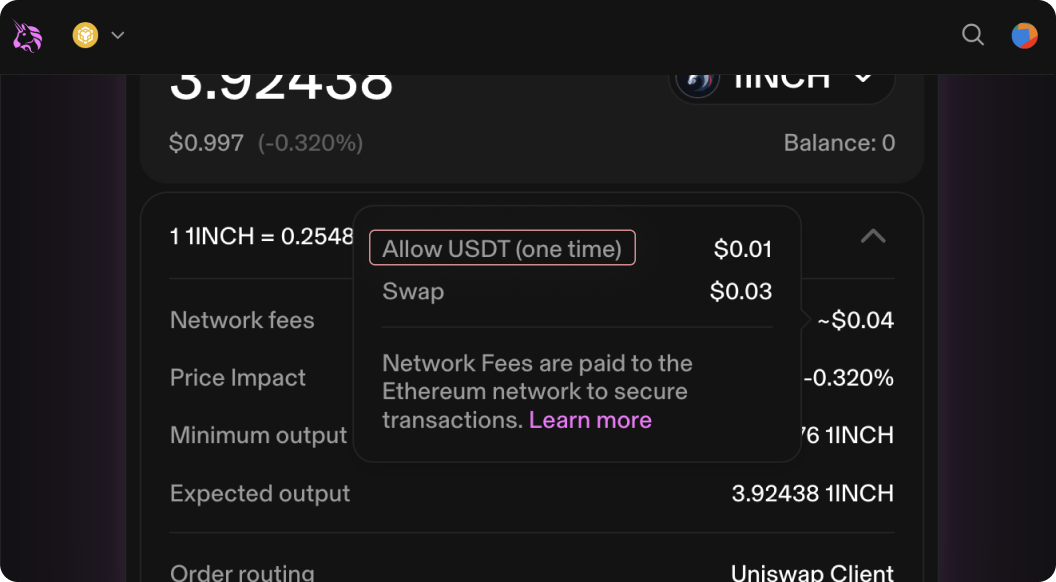 3.92438
1INCH
$0.997 (-0.320%)
Balance: 0
1 1INCH = 0.2548
Allow USDT (one time)
$0.01
Swap
$0.03
Network fees
~$0.04
Network Fees are paid to the
Ethereum network to secure
transactions. Learn more
Price Impact
-0.320%
Minimum output
76 1INCH
Expected output
3.92438 1INCH
Order routing
Uniswap Client